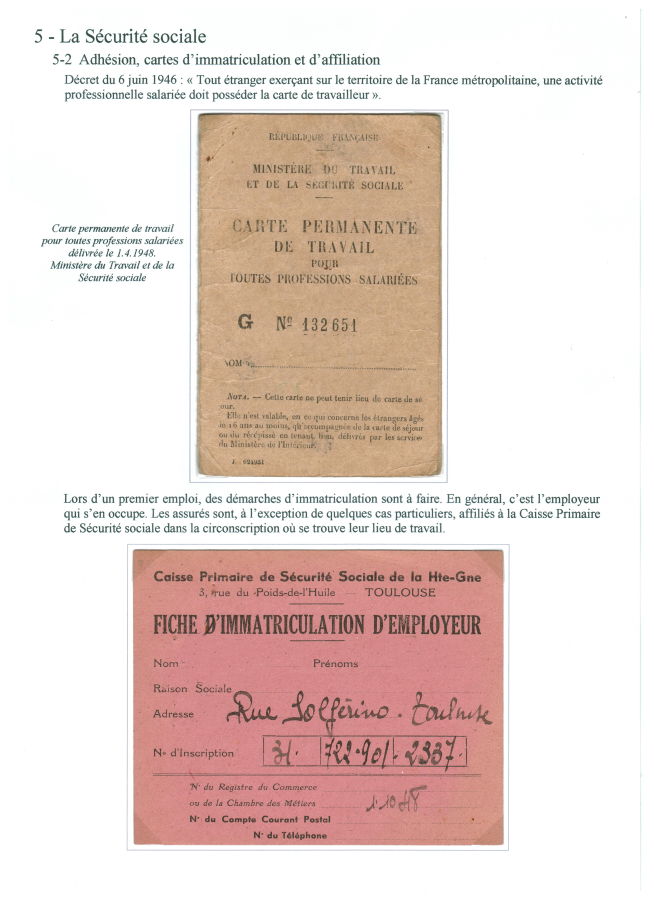 5 - La Sécurité sociale
5-2 Adhésion, cartes d’immatriculation et d’affiliation
Décret du 6 juin 1946 : « Tout étranger exerçant sur le territoire de la France métropolitaine, une activité
professionnelle salariée doit posséder la carte de travailleur ».
RÉPUBLIQUE FRANÇAISE
MINISTÈRE DU TRAVAIL
ET DE LA SÉCURITÉ SOCIALE
CARTE PERMANENTE
DE TRAVAIL
POUR
TOUTES PROFESSIONS SALARIÉES
G Nº 132651
NOM
NOTA. — Cette carte ne peut tenir lieu de carte de sé
our.
Elle n'est valable, en ce qui concerne les étrangers âgés
de 16 ans au moins, qu'accompagnée de la carte de séjour
ou du récépissé en tenant lieu, délivrés par les service
du Ministère de l'Intérieur.
J. 624951
Carte permanente de travail
pour toutes professions salariées
délivrée le 1.4.1948.
Ministère du Travail et de la
Sécurité sociale
Lors d’un premier emploi, des démarches d’immatriculation sont à faire. En général, c’est l’employeur
qui s’en occupe. Les assurés sont, à l’exception de quelques cas particuliers, affiliés à la Caisse Primaire
de Sécurité sociale dans la circonscription où se trouve leur lieu de travail.
Caisse Primaire de Sécurité Sociale de la Hte-Gne
3, rue du Poids-de-l'Huile — TOULOUSE
FICHE D'IMMATRICULATION D'EMPLOYEUR
Nom Prénoms
Raison Sociale
Adresse Rue Solférino. Toulouse
No d'Inscription 31. 722.901. 2337.
N° du Registre du Commerce
ou de la Chambre des Métiers 1 10 48
N° du Compte Courant Postal
N° du Téléphone